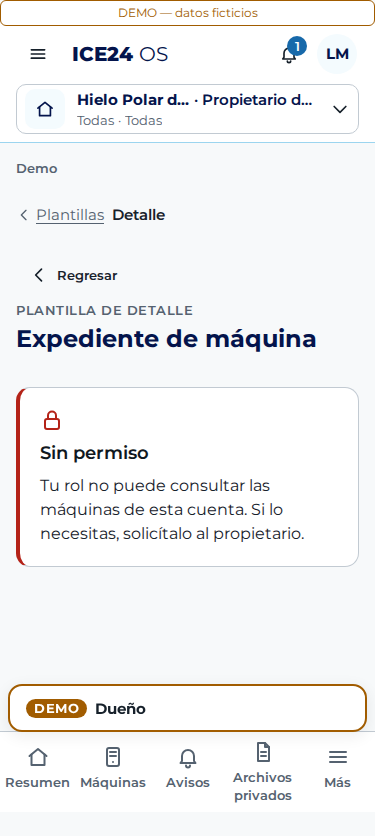 DEMO — datos ficticios
ICE24 OS
1
LM
Hielo Polar d... · Propietario d...
Todas · Todas
Demo
Plantillas Detalle
Regresar
PLANTILLA DE DETALLE
Expediente de máquina
Sin permiso
Tu rol no puede consultar las
máquinas de esta cuenta. Si lo
necesitas, solicítalo al propietario.
DEMO Dueño
Resumen
Máquinas
Avisos
Archivos
privados
Más